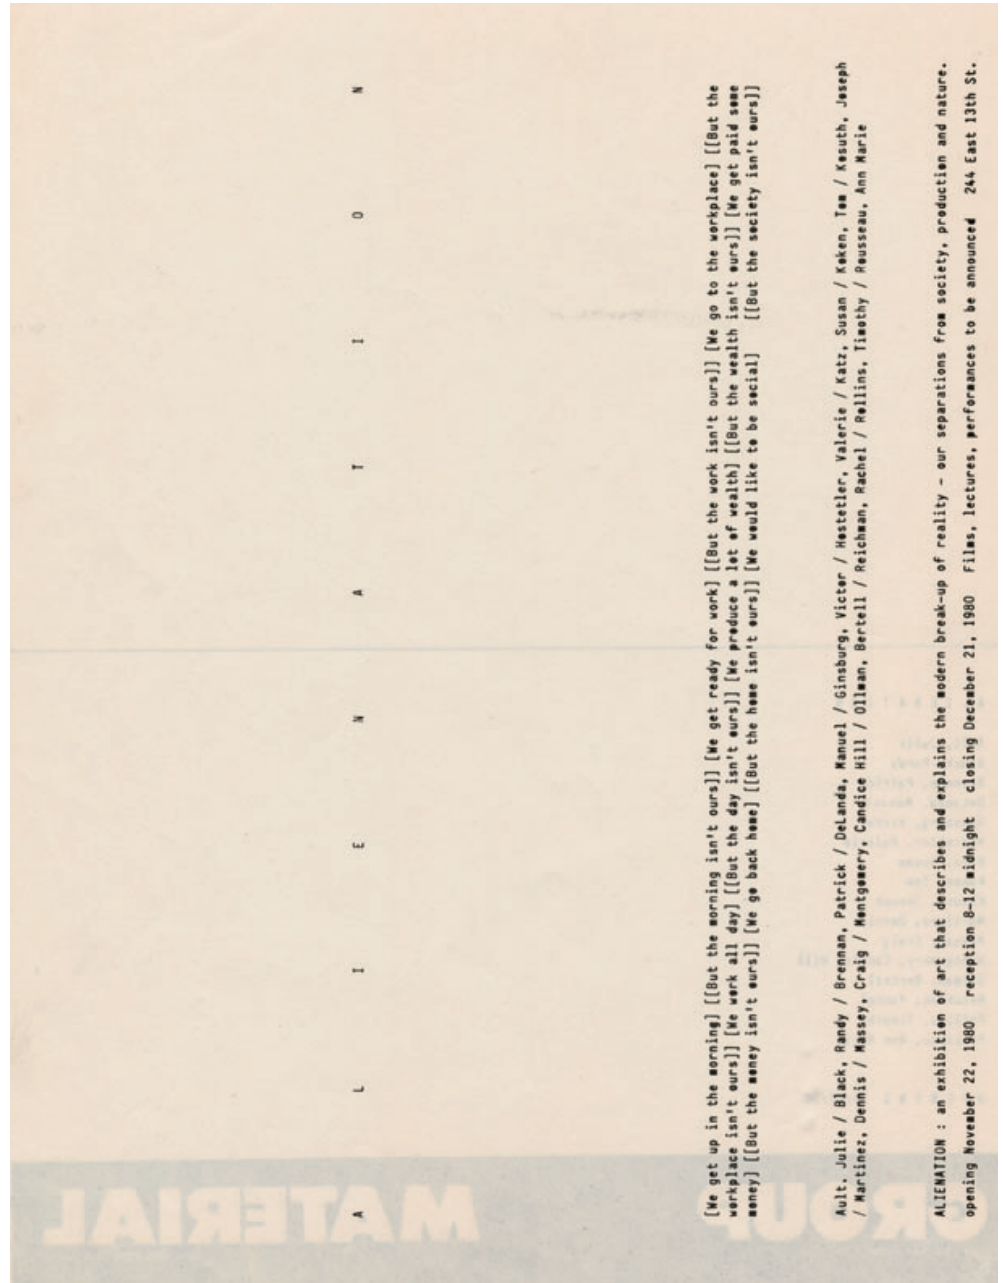 A L I E N A T I O N
[We get up in the morning] [[But the morning isn't ours]] [We get ready for work] [[But the work isn't ours]] [We go to the workplace] [[But the
workplace isn't ours]] [We work all day] [[But the day isn't ours]] [We produce a lot of wealth] [[But the wealth isn't ours]] [We get paid some
money] [[But the money isn't ours]] [We go back home] [[But the home isn't ours]] [We would like to be social] [[But the society isn't ours]]
Ault, Julie / Black, Randy / Brennan, Patrick / DeLanda, Manuel / Ginsburg, Victor / Hostetler, Valerie / Katz, Susan / Koken, Tom / Kosuth, Joseph
/ Martinez, Dennis / Massey, Craig / Montgomery, Candice Hill / Ollman, Bertell / Reichman, Rachel / Rollins, Timothy / Rousseau, Ann Marie
ALIENATION : an exhibition of art that describes and explains the modern break-up of reality – our separations from society, production and nature.
opening November 22, 1980 reception 8-12 midnight closing December 21, 1980 Films, lectures, performances to be announced 244 East 13th St.
GROUP MATERIAL